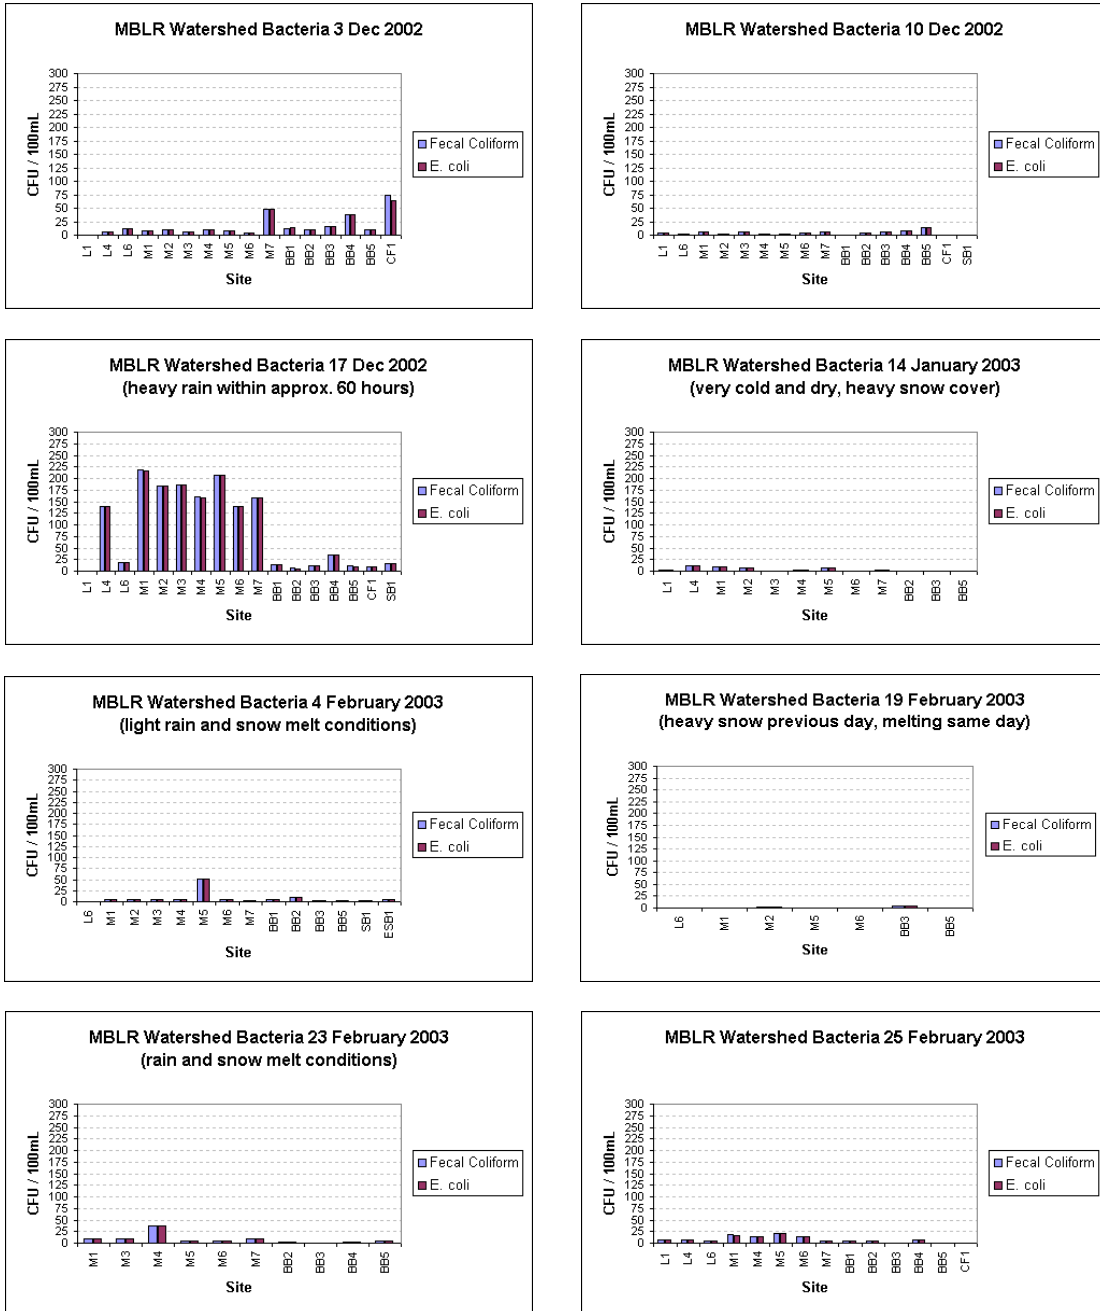 MBLR Watershed Bacteria 3 Dec 2002
300
275
250
225
200
175
150
125
100
75
50
25
0
CFU / 100mL
L1 L4 L6 M1 M2 M3 M4 M5 M6 M7 BB1 BB2 BB3 BB4 BB5 CF1
Site
Fecal Coliform
E. coli
MBLR Watershed Bacteria 10 Dec 2002
300
275
250
225
200
175
150
125
100
75
50
25
0
CFU / 100mL
L1 L6 M1 M2 M3 M4 M5 M6 M7 BB1 BB2 BB3 BB4 BB5 CF1 SB1
Site
Fecal Coliform
E. coli
MBLR Watershed Bacteria 17 Dec 2002
(heavy rain within approx. 60 hours)
300
275
250
225
200
175
150
125
100
75
50
25
0
CFU / 100mL
L1 L4 L6 M1 M2 M3 M4 M5 M6 M7 BB1 BB2 BB3 BB4 BB5 CF1 SB1
Site
Fecal Coliform
E. coli
MBLR Watershed Bacteria 14 January 2003
(very cold and dry, heavy snow cover)
300
275
250
225
200
175
150
125
100
75
50
25
0
CFU / 100mL
L1 L4 M1 M2 M3 M4 M5 M6 M7 BB2 BB3 BB5
Site
Fecal Coliform
E. coli
MBLR Watershed Bacteria 4 February 2003
(light rain and snow melt conditions)
300
275
250
225
200
175
150
125
100
75
50
25
0
CFU / 100mL
L6 M1 M2 M3 M4 M5 M6 M7 BB1 BB2 BB3 BB5 SB1 ESB1
Site
Fecal Coliform
E. coli
MBLR Watershed Bacteria 19 February 2003
(heavy snow previous day, melting same day)
300
275
250
225
200
175
150
125
100
75
50
25
0
CFU / 100mL
L6 M1 M2 M5 M6 BB3 BB5
Site
Fecal Coliform
E. coli
MBLR Watershed Bacteria 23 February 2003
(rain and snow melt conditions)
300
275
250
225
200
175
150
125
100
75
50
25
0
CFU / 100mL
M1 M3 M4 M5 M6 M7 BB2 BB3 BB4 BB5
Site
Fecal Coliform
E. coli
MBLR Watershed Bacteria 25 February 2003
300
275
250
225
200
175
150
125
100
75
50
25
0
CFU / 100mL
L1 L4 L6 M1 M4 M5 M6 M7 BB1 BB2 BB3 BB4 BB5 CF1
Site
Fecal Coliform
E. coli